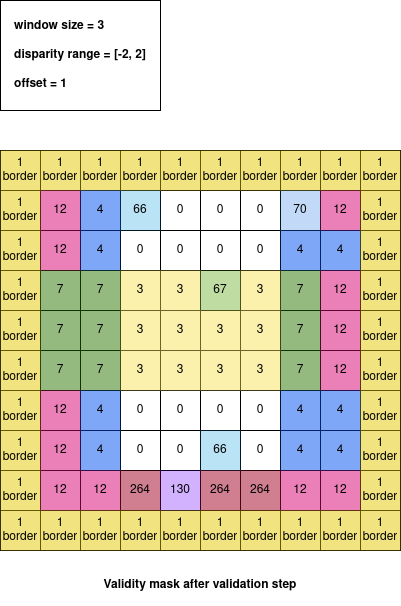 window size = 3
disparity range = [-2, 2]
offset = 1
1 1 1 1 1 1 1 1 1 1
border border border border border border border border border border
1 border 12 4 66 0 0 0 70 12 1 border
1 border 12 4 0 0 0 0 4 4 1 border
1 border 7 7 3 3 67 3 7 12 1 border
1 border 7 7 3 3 3 3 7 12 1 border
1 border 7 7 3 3 3 3 7 12 1 border
1 border 12 4 0 0 0 0 4 4 1 border
1 border 12 4 0 0 66 0 4 4 1 border
1 border 12 12 264 130 264 264 12 12 1 border
1 1 1 1 1 1 1 1 1 1
border border border border border border border border border border
Validity mask after validation step